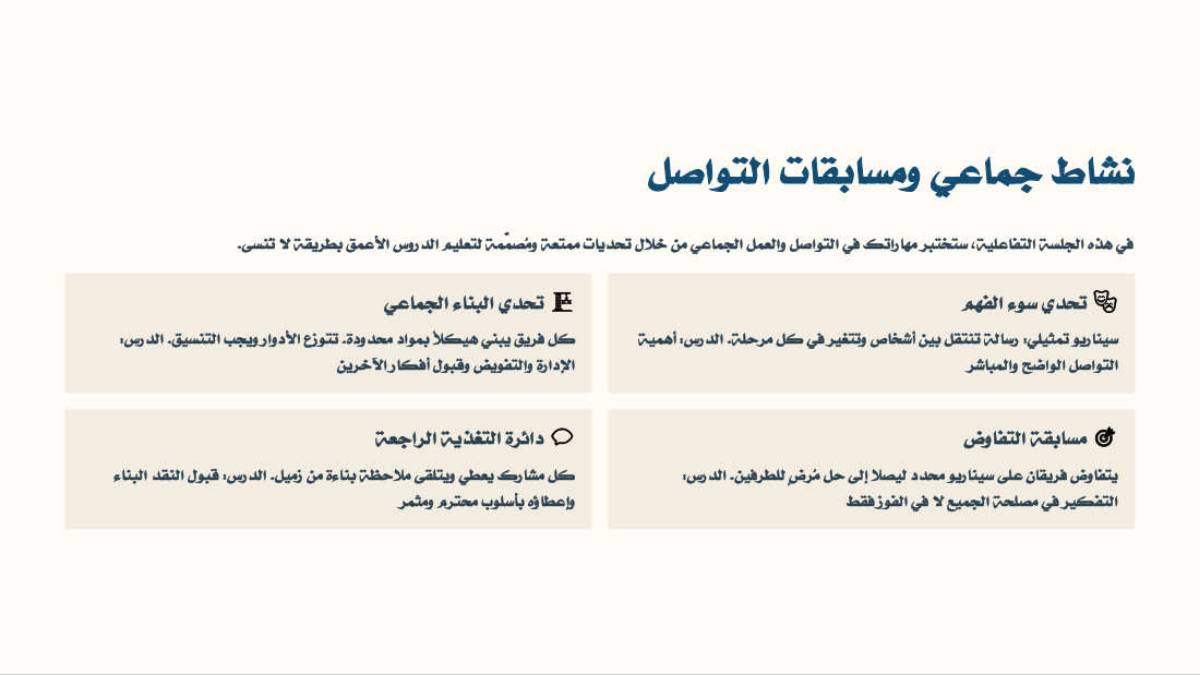 نشاط جماعي ومسابقات التواصل
في هذه الجلسة التفاعلية، ستختبر مهاراتك في التواصل والعمل الجماعي من خلال تحديات ممتعة ومُصمَّمة لتعليم الدروس الأعمق بطريقة لا تنسى.
تحدي سوء الفهم
سيناريو تمثيلي: رسالة تنتقل بين أشخاص وتتغير في كل مرحلة. الدرس: أهمية
التواصل الواضح والمباشر
تحدي البناء الجماعي
كل فريق يبني هيكلاً بمواد محدودة. تتوزع الأدوار ويجب التنسيق. الدرس:
الإدارة والتفويض وقبول أفكار الآخرين
مسابقة التفاوض
يتفاوض فريقان على سيناريو محدد ليصلا إلى حل مُرضٍ للطرفين. الدرس:
التفكير في مصلحة الجميع لا في الفوز فقط
دائرة التغذية الراجعة
كل مشارك يعطي ويتلقى ملاحظة بناءة من زميل. الدرس: قبول النقد البناء
وإعطاؤه بأسلوب محترم ومثمر